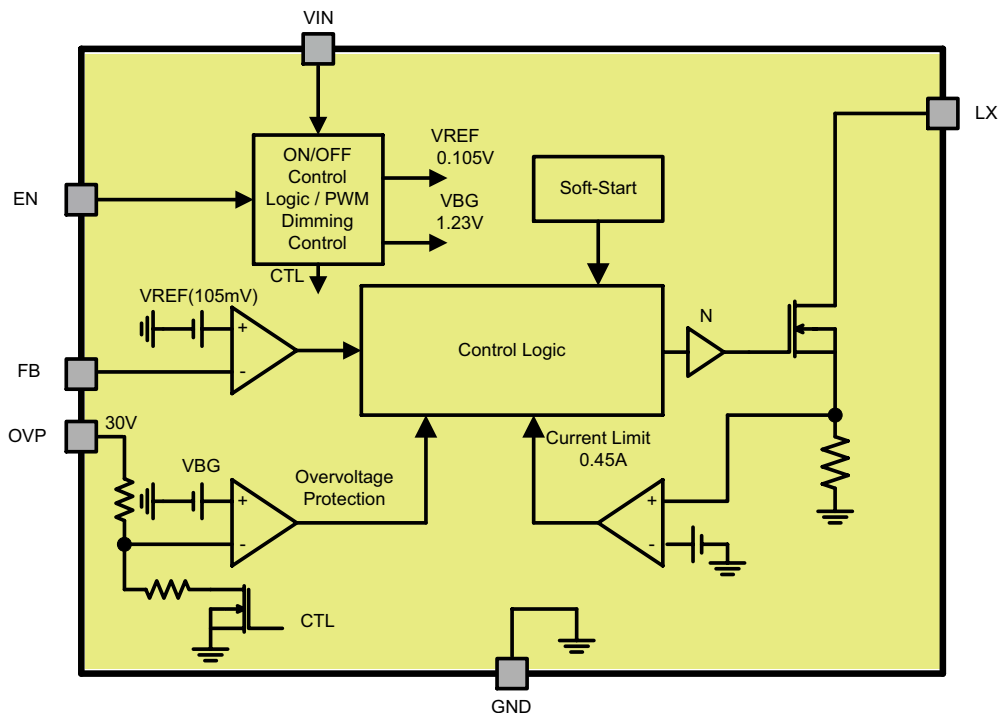 VIN
LX
EN
ON/OFF
Control
Logic / PWM
Dimming
Control
VREF
0.105V
VBG
1.23V
CTL
Soft-Start
VREF(105mV)
+
-
FB
Control Logic
N
OVP
30V
VBG
+
-
Overvoltage
Protection
Current Limit
0.45A
+
-
CTL
GND